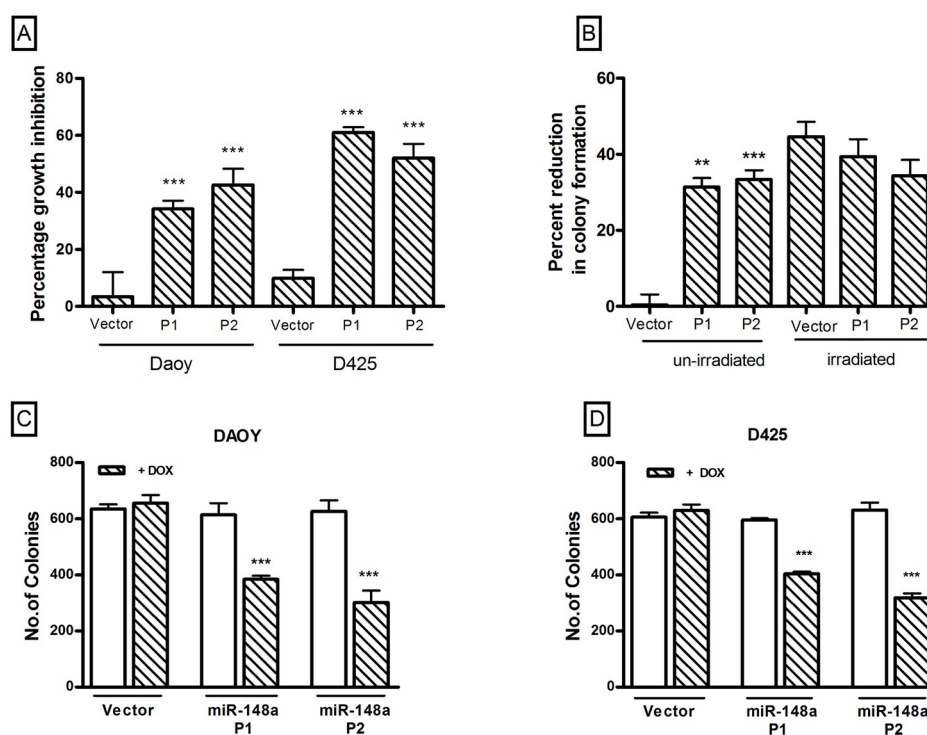 A
Percentage growth inhibition
80
60
40
20
0
***
***
***
***
Vector
P1
P2
Vector
P1
P2
Daoy
D425
B
Percent reduction
in colony formation
60
40
20
0
**
***
Vector
P1
P2
Vector
P1
P2
un-irradiated
irradiated
C
DAOY
No.of Colonies
800
600
400
200
0
+ DOX
***
***
Vector
miR-148a
P1
miR-148a
P2
D
D425
No.of Colonies
800
600
400
200
0
+ DOX
***
***
Vector
miR-148a
P1
miR-148a
P2